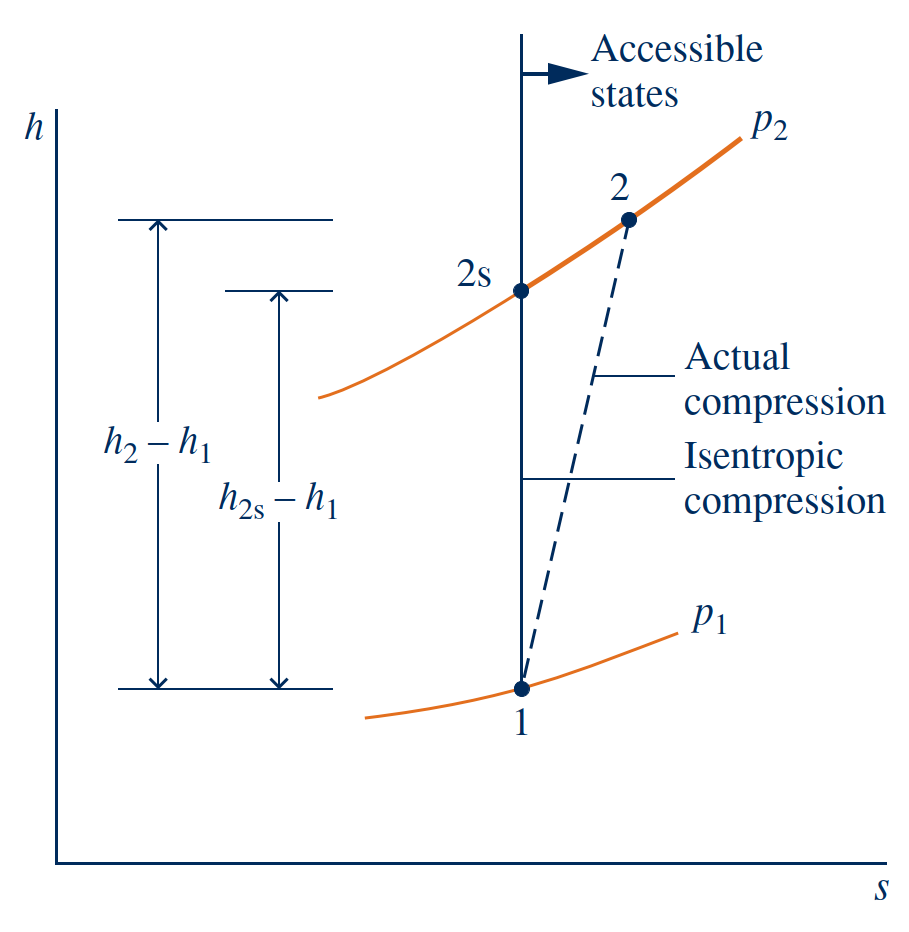 Accessible
states
h
p2
2
2s
Actual
compression
h2 – h1
Isentropic
compression
h2s – h1
p1
1
s